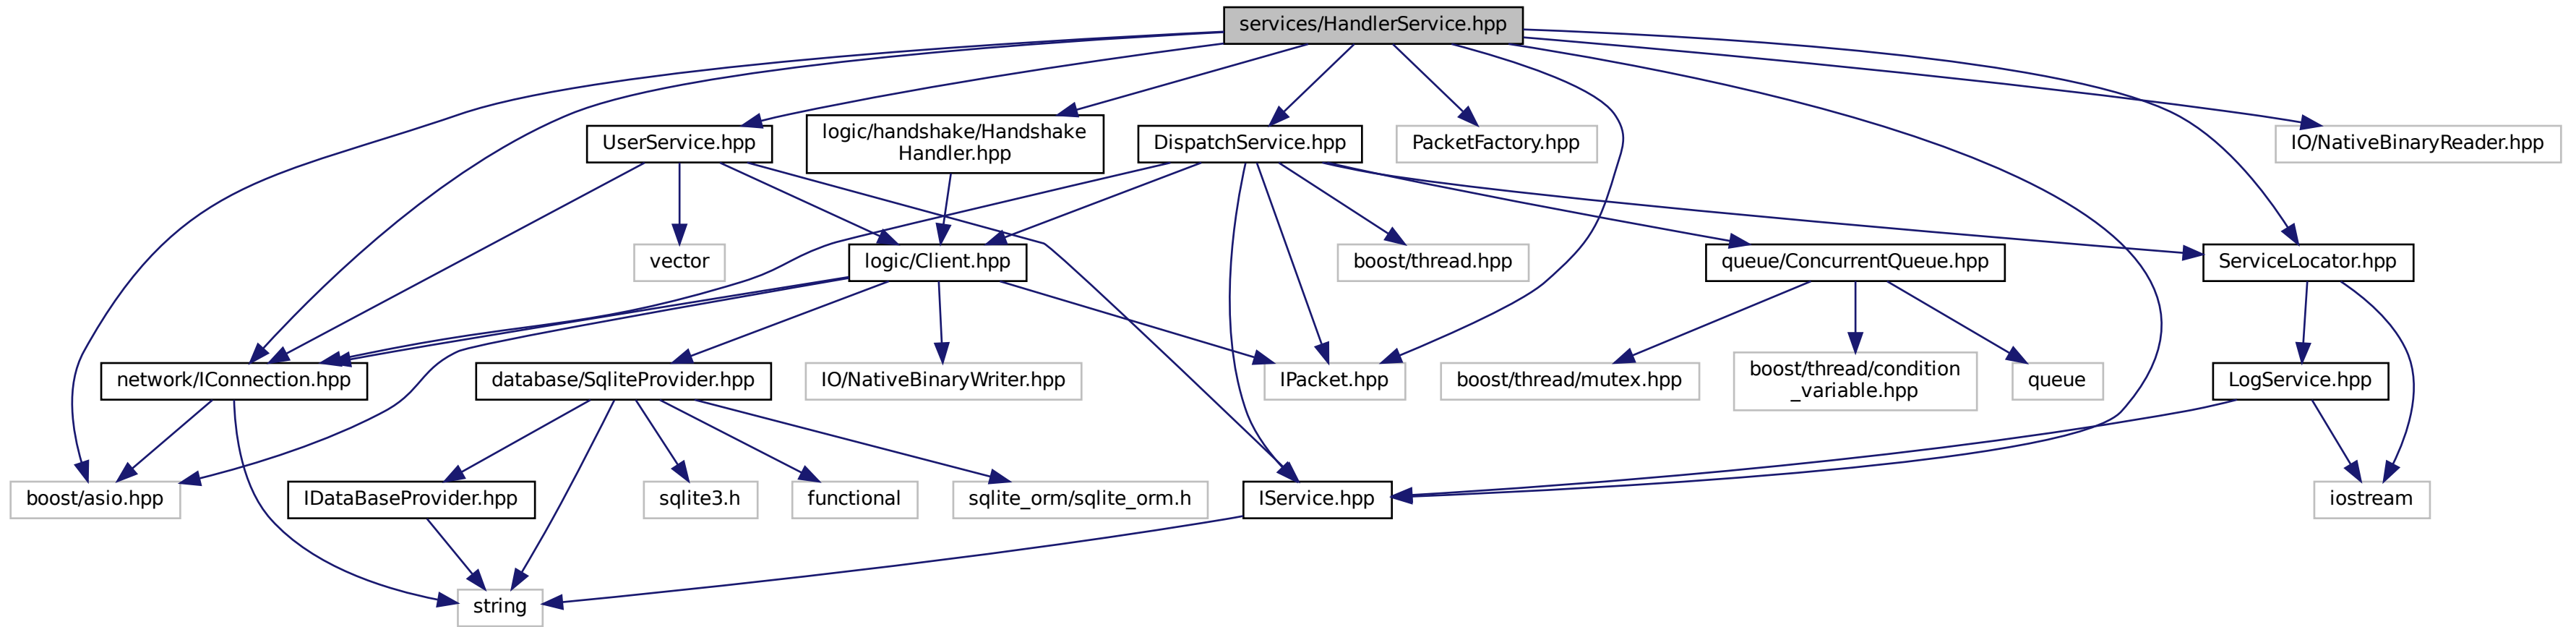 services/HandlerService.hpp
UserService.hpp
logic/handshake/Handshake
Handler.hpp
DispatchService.hpp
PacketFactory.hpp
IO/NativeBinaryReader.hpp
vector
logic/Client.hpp
boost/thread.hpp
queue/ConcurrentQueue.hpp
ServiceLocator.hpp
network/IConnection.hpp
database/SqliteProvider.hpp
IO/NativeBinaryWriter.hpp
IPacket.hpp
boost/thread/mutex.hpp
boost/thread/condition
_variable.hpp
queue
LogService.hpp
boost/asio.hpp
IDataBaseProvider.hpp
sqlite3.h
functional
sqlite_orm/sqlite_orm.h
IService.hpp
iostream
string